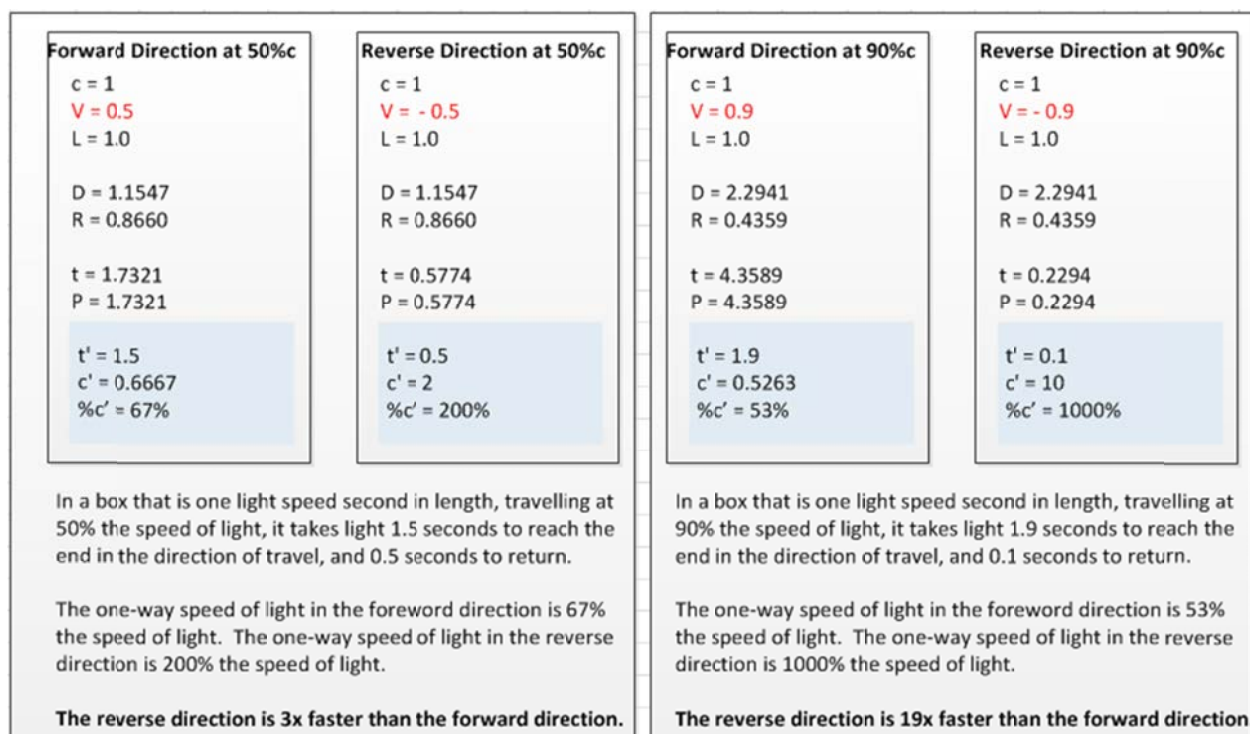 Forward Direction at 50%c
c = 1
V = 0.5
L = 1.0
D = 1.1547
R = 0.8660
t = 1.7321
P = 1.7321
t' = 1.5
c' = 0.6667
%c' = 67%
Reverse Direction at 50%c
c = 1
V = - 0.5
L = 1.0
D = 1.1547
R = 0.8660
t = 0.5774
P = 0.5774
t' = 0.5
c' = 2
%c' = 200%
In a box that is one light speed second in length, travelling at
50% the speed of light, it takes light 1.5 seconds to reach the
end in the direction of travel, and 0.5 seconds to return.
The one-way speed of light in the foreword direction is 67%
the speed of light.  The one-way speed of light in the reverse
direction is 200% the speed of light.
The reverse direction is 3x faster than the forward direction.
Forward Direction at 90%c
c = 1
V = 0.9
L = 1.0
D = 2.2941
R = 0.4359
t = 4.3589
P = 4.3589
t' = 1.9
c' = 0.5263
%c' = 53%
Reverse Direction at 90%c
c = 1
V = - 0.9
L = 1.0
D = 2.2941
R = 0.4359
t = 0.2294
P = 0.2294
t' = 0.1
c' = 10
%c' = 1000%
In a box that is one light speed second in length, travelling at
90% the speed of light, it takes light 1.9 seconds to reach the
end in the direction of travel, and 0.1 seconds to return.
The one-way speed of light in the foreword direction is 53%
the speed of light.  The one-way speed of light in the reverse
direction is 1000% the speed of light.
The reverse direction is 19x faster than the forward direction